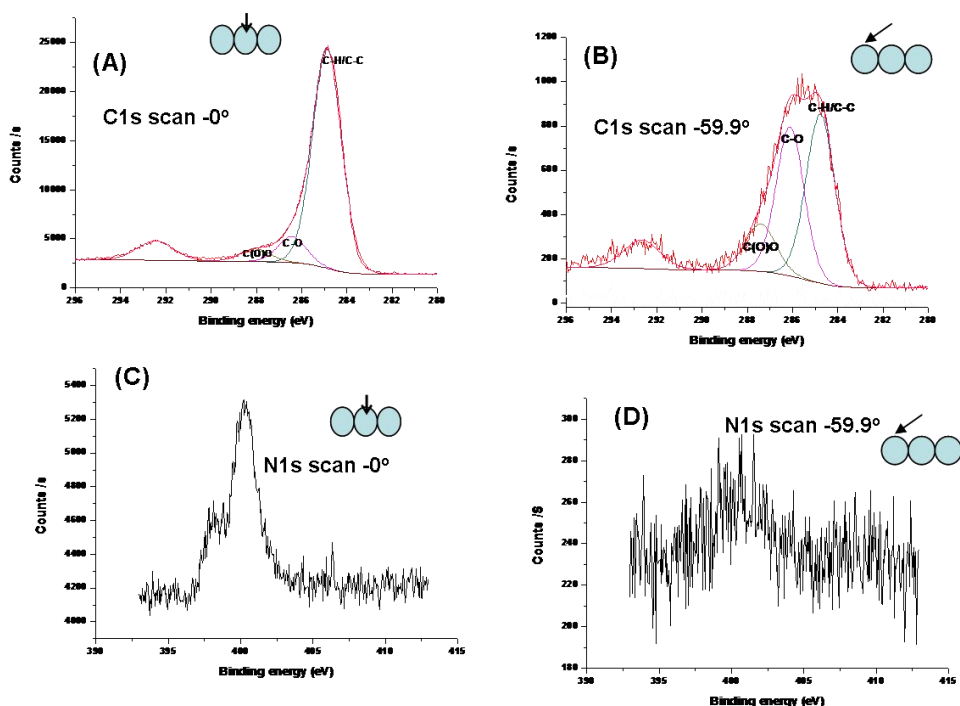 (A)
C1s scan -0o
C-H/C-C
C-O
C(O)O
Counts /s
25000
20000
15000
10000
5000
0
296 294 292 290 288 286 284 282 280
Binding energy (eV)
(B)
C1s scan -59.9o
C-H/C-C
C-O
C(O)O
Counts /s
1200
1000
800
600
400
200
0
296 294 292 290 288 286 284 282 280
Binding energy (eV)
(C)
N1s scan -0o
Counts /s
5400
5200
5000
4800
4600
4400
4200
4000
390 395 400 405 410 415
Binding energy (eV)
(D)
N1s scan -59.9o
Counts /S
300
280
260
240
220
200
180
390 395 400 405 410 415
Binding energy (eV)